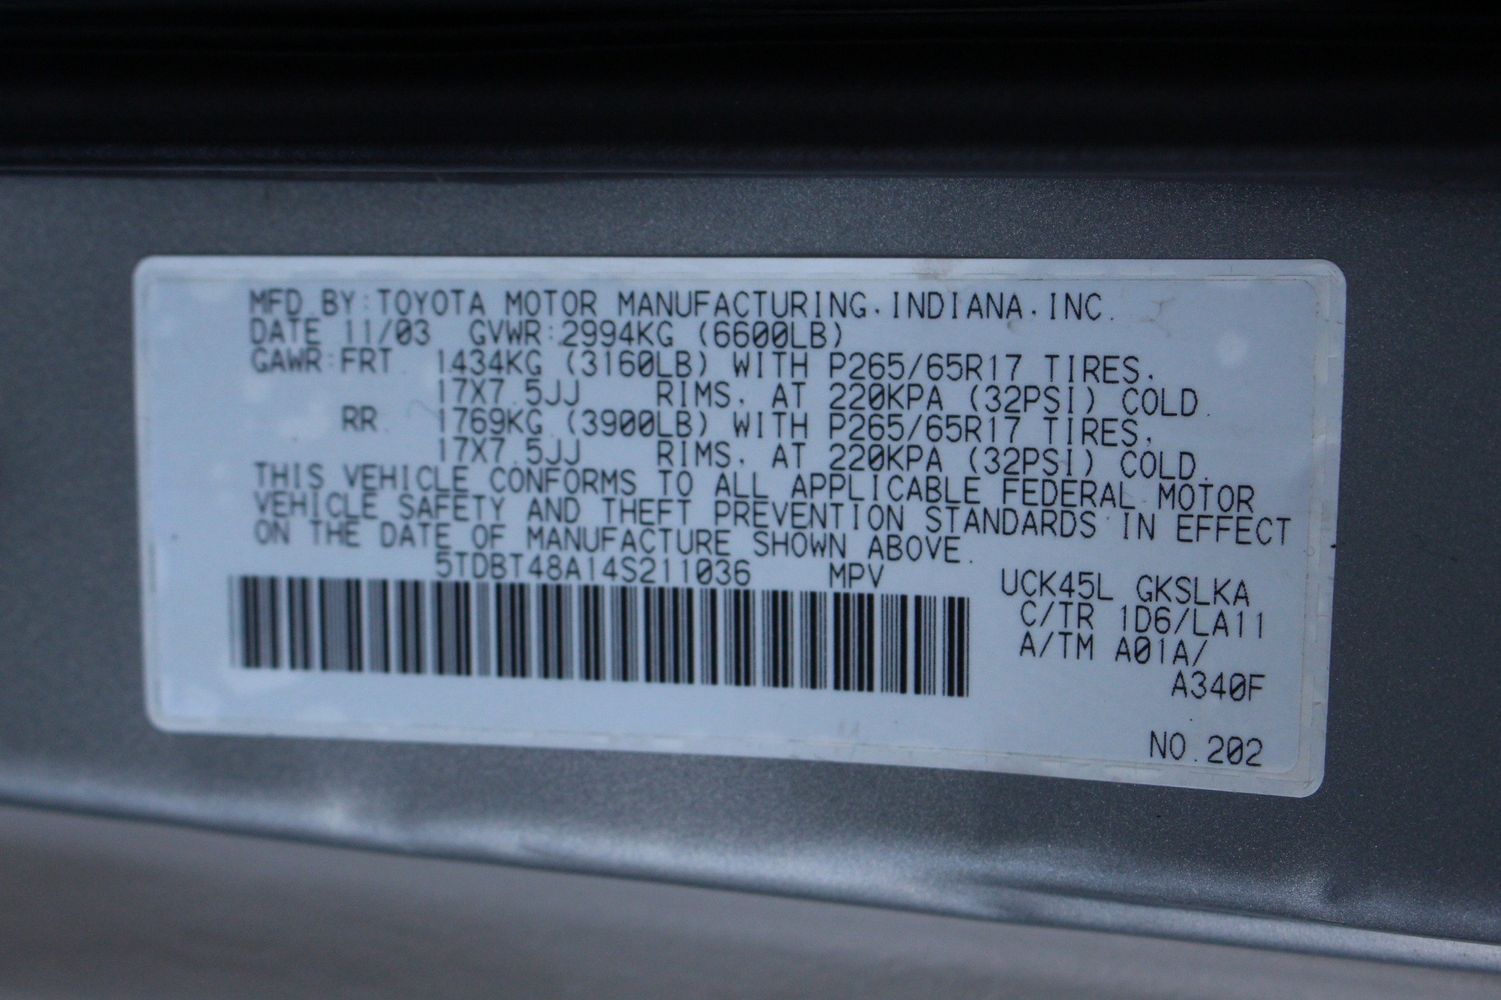 MFD BY:TOYOTA MOTOR MANUFACTURING.INDIANA.INC.
DATE 11/03 GVWR:2994KG (6600LB)
GAWR:FRT 1434KG (3160LB) WITH P265/65R17 TIRES.
17X7.5JJ RIMS. AT 220KPA (32PSI) COLD.
RR 1769KG (3900LB) WITH P265/65R17 TIRES.
17X7.5JJ RIMS. AT 220KPA (32PSI) COLD.
THIS VEHICLE CONFORMS TO ALL APPLICABLE FEDERAL MOTOR
VEHICLE SAFETY AND THEFT PREVENTION STANDARDS IN EFFECT
ON THE DATE OF MANUFACTURE SHOWN ABOVE.
5TDBT48A14S211036 MPV UCK45L GKSLKA
C/TR 1D6/LA11
A/TM A01A/
A340F
NO.202